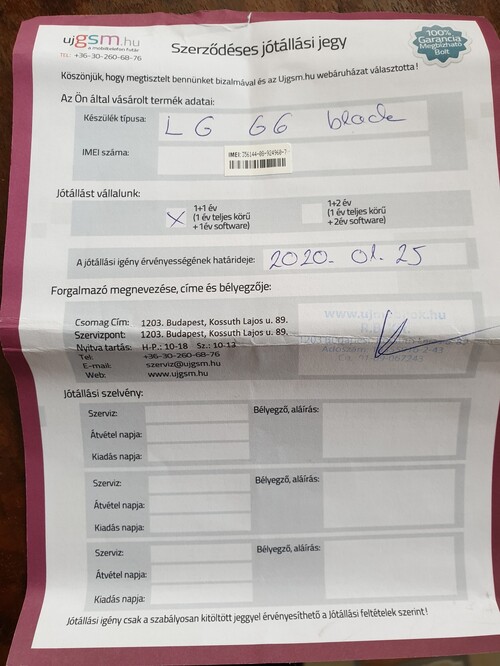 ujgsm.hu
a mobiltelefon futár
TEL.: +36-30-260-68-76
Szerződéses jótállási jegy
100%
Garancia
Megbízható
Bolt
Köszönjük, hogy megtisztelt bennünket bizalmával és az Ujgsm.hu webáruházat választotta!
Az Ön által vásárolt termék adatai:
Készülék típusa: LG G6 black
IMEI száma:
Jótállást vállalunk:
1+1 év
(1 év teljes körű
+1év software)
1+2 év
(1 év teljes körű
+2év software)
A jótállási igény érvényességének határideje: 2020. 01. 25
Forgalmazó megnevezése, címe és bélyegzője:
Csomag Cím: 1203. Budapest, Kossuth Lajos u. 89.
Szervizpont: 1203. Budapest, Kossuth Lajos u. 89.
Nyitva tartás: H-P.: 10-18 Sz.: 10-13
Tel: +36-30-260-68-76
E-mail: szerviz@ujgsm.hu
Web: www.ujgsm.hu
Jótállási szelvény:
Szerviz: Bélyegző, aláírás:
Átvétel napja:
Kiadás napja:
Szerviz: Bélyegző, aláírás:
Átvétel napja:
Kiadás napja:
Szerviz: Bélyegző, aláírás:
Átvétel napja:
Kiadás napja:
Jótállási igény csak a szabályosan kitöltött jeggyel érvényesíthető a Jótállási feltételek szerint!